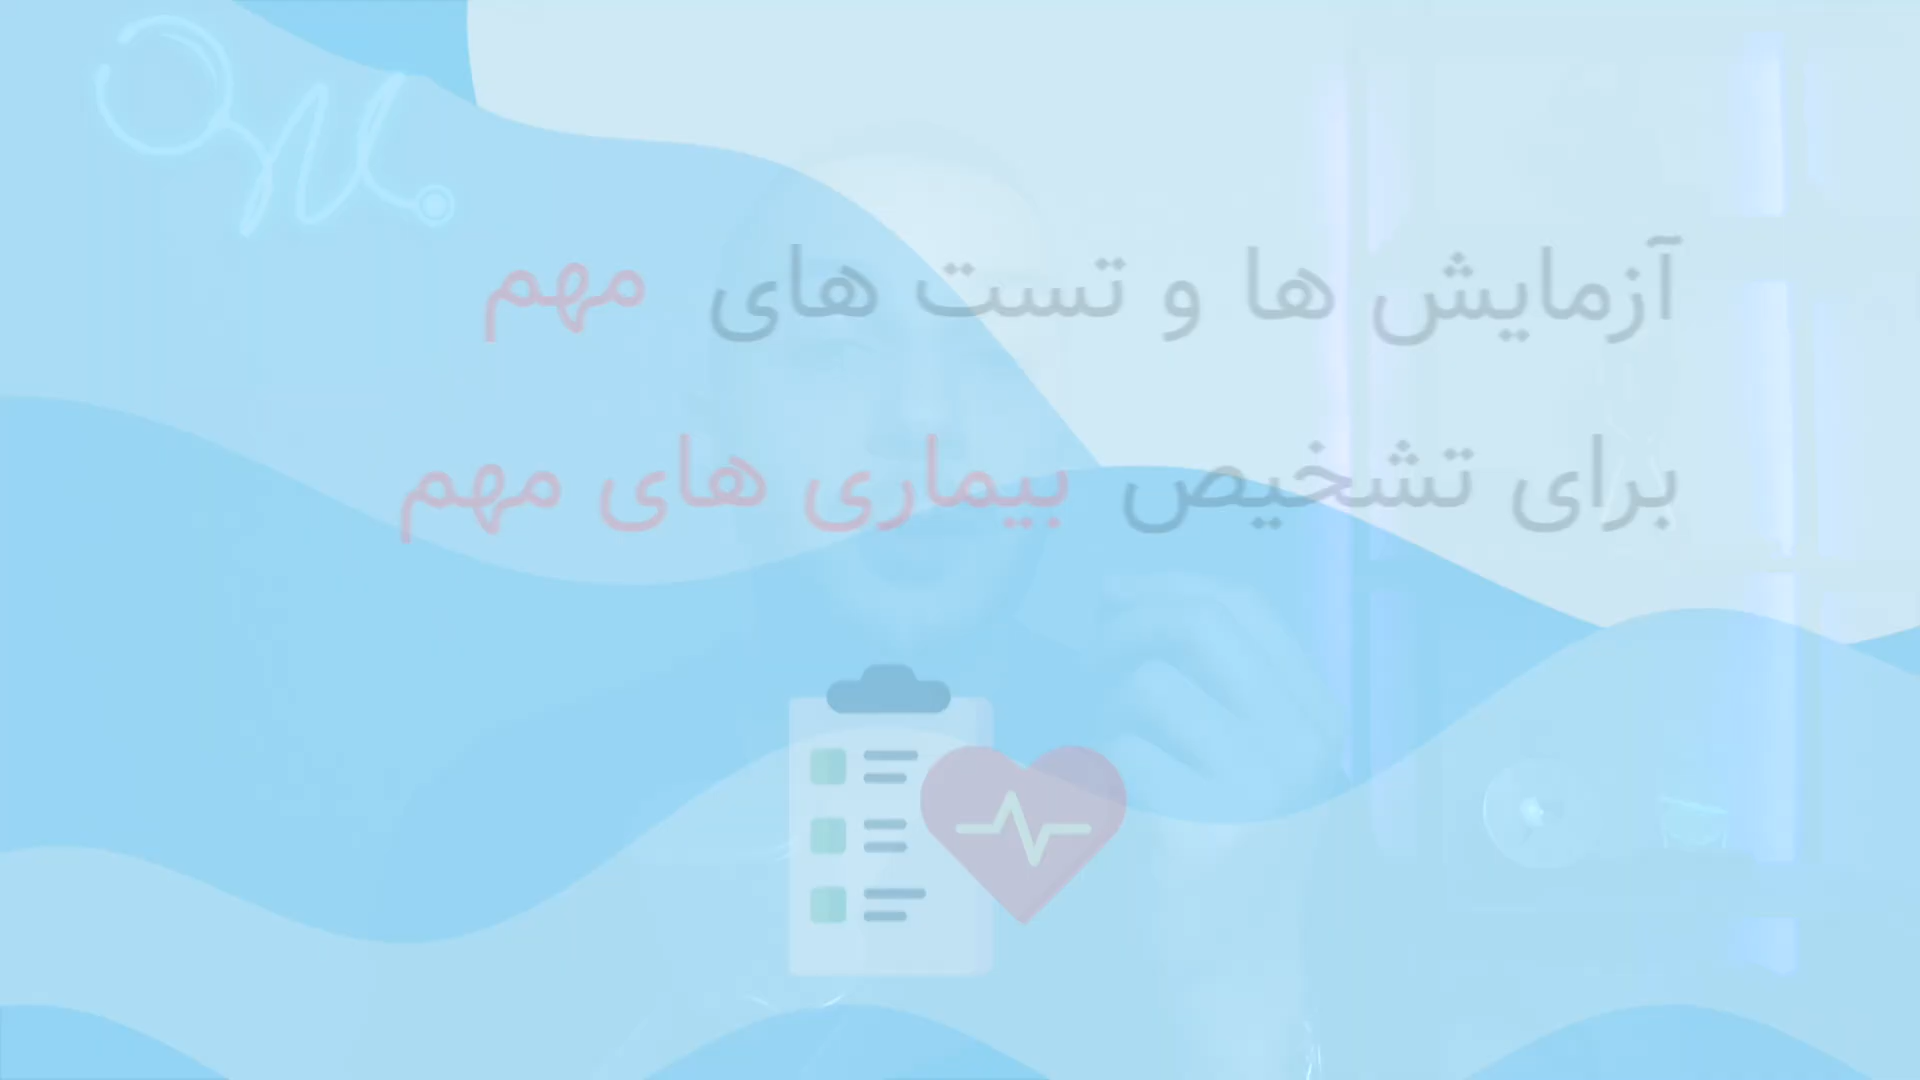 آزمایش ها و تست های مهم
برای تشخیص بیماری های مهم